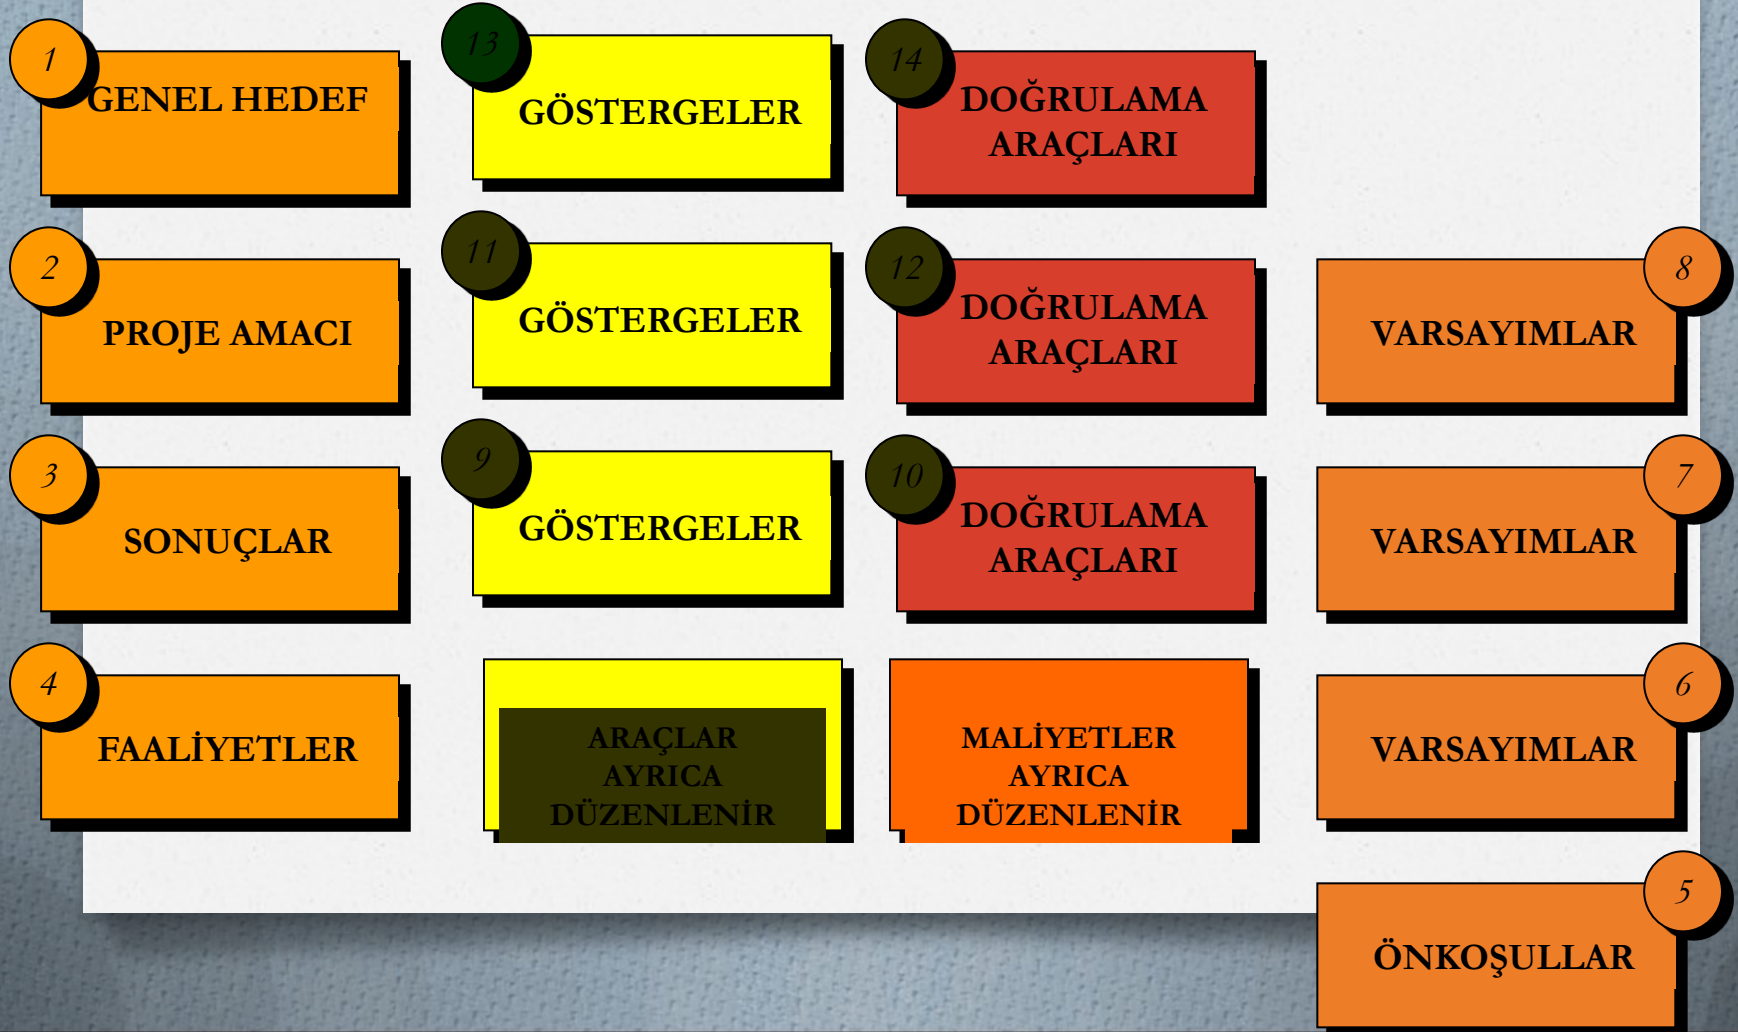 1
GENEL HEDEF
13
GÖSTERGELER
14
DOĞRULAMA
ARAÇLARI
2
PROJE AMACI
11
GÖSTERGELER
12
DOĞRULAMA
ARAÇLARI
8
VARSAYIMLAR
3
SONUÇLAR
9
GÖSTERGELER
10
DOĞRULAMA
ARAÇLARI
7
VARSAYIMLAR
4
FAALİYETLER
ARAÇLAR
AYRICA
DÜZENLENİR
MALİYETLER
AYRICA
DÜZENLENİR
6
VARSAYIMLAR
5
ÖNKOŞULLAR